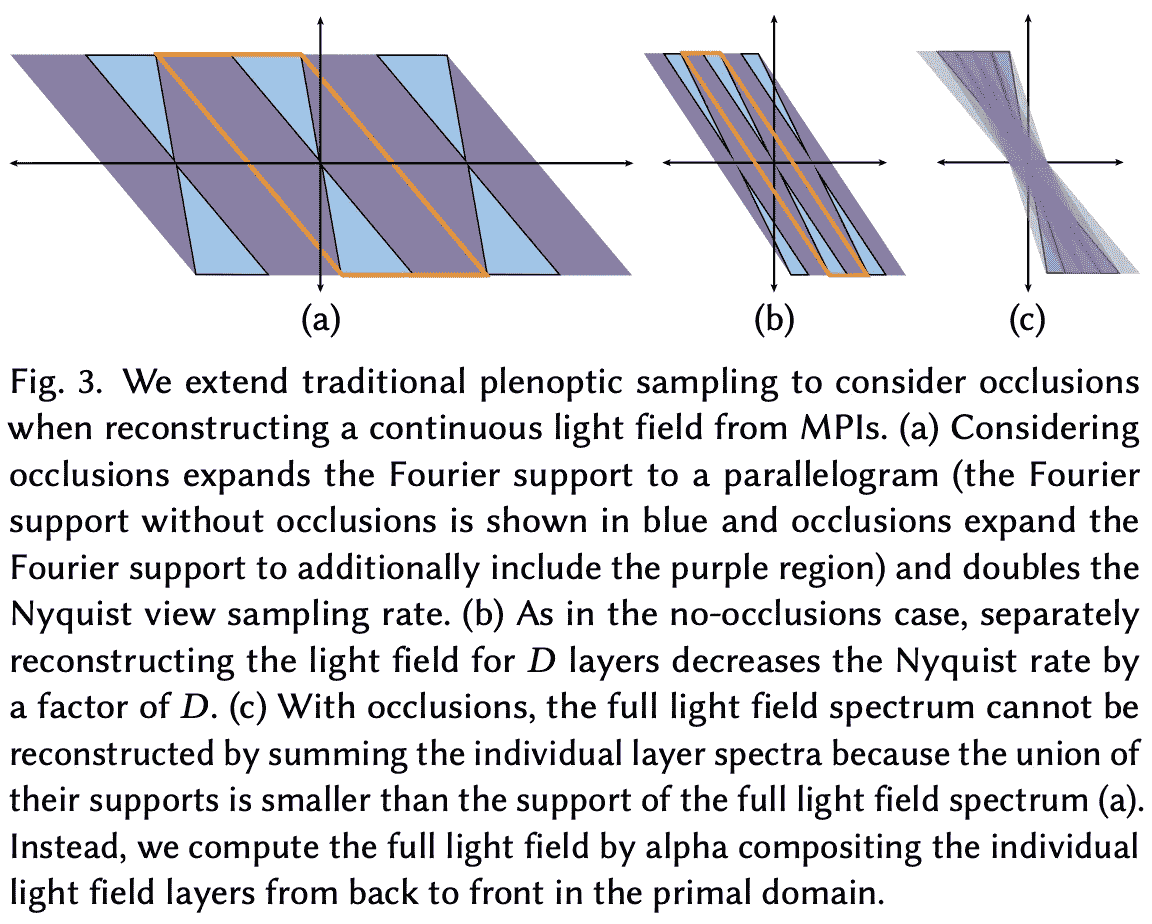 (a)
(b)
(c)
Fig. 3. We extend traditional plenoptic sampling to consider occlusions
when reconstructing a continuous light field from MPIs. (a) Considering
occlusions expands the Fourier support to a parallelogram (the Fourier
support without occlusions is shown in blue and occlusions expand the
Fourier support to additionally include the purple region) and doubles the
Nyquist view sampling rate. (b) As in the no-occlusions case, separately
reconstructing the light field for D layers decreases the Nyquist rate by
a factor of D. (c) With occlusions, the full light field spectrum cannot be
reconstructed by summing the individual layer spectra because the union of
their supports is smaller than the support of the full light field spectrum (a).
Instead, we compute the full light field by alpha compositing the individual
light field layers from back to front in the primal domain.